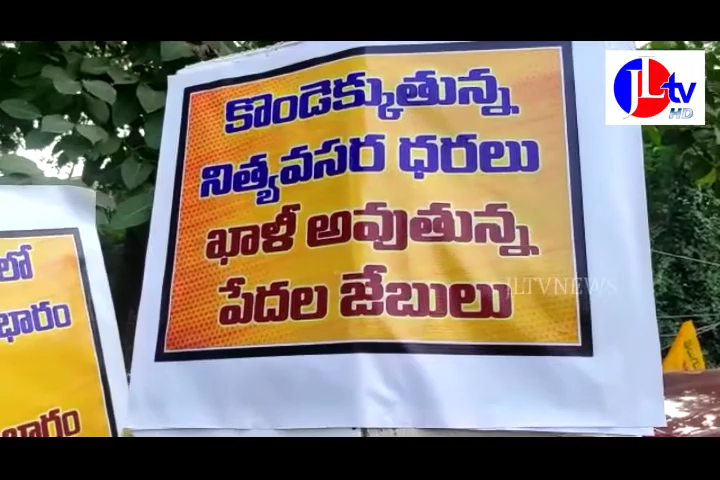 కొండెక్కుతున్న
నిత్యవసర ధరలు
ఖాళీ అవుతున్న
పేదల జేబులు
లో
భారం
భారం
JLTV
HD
JLTVNEWS